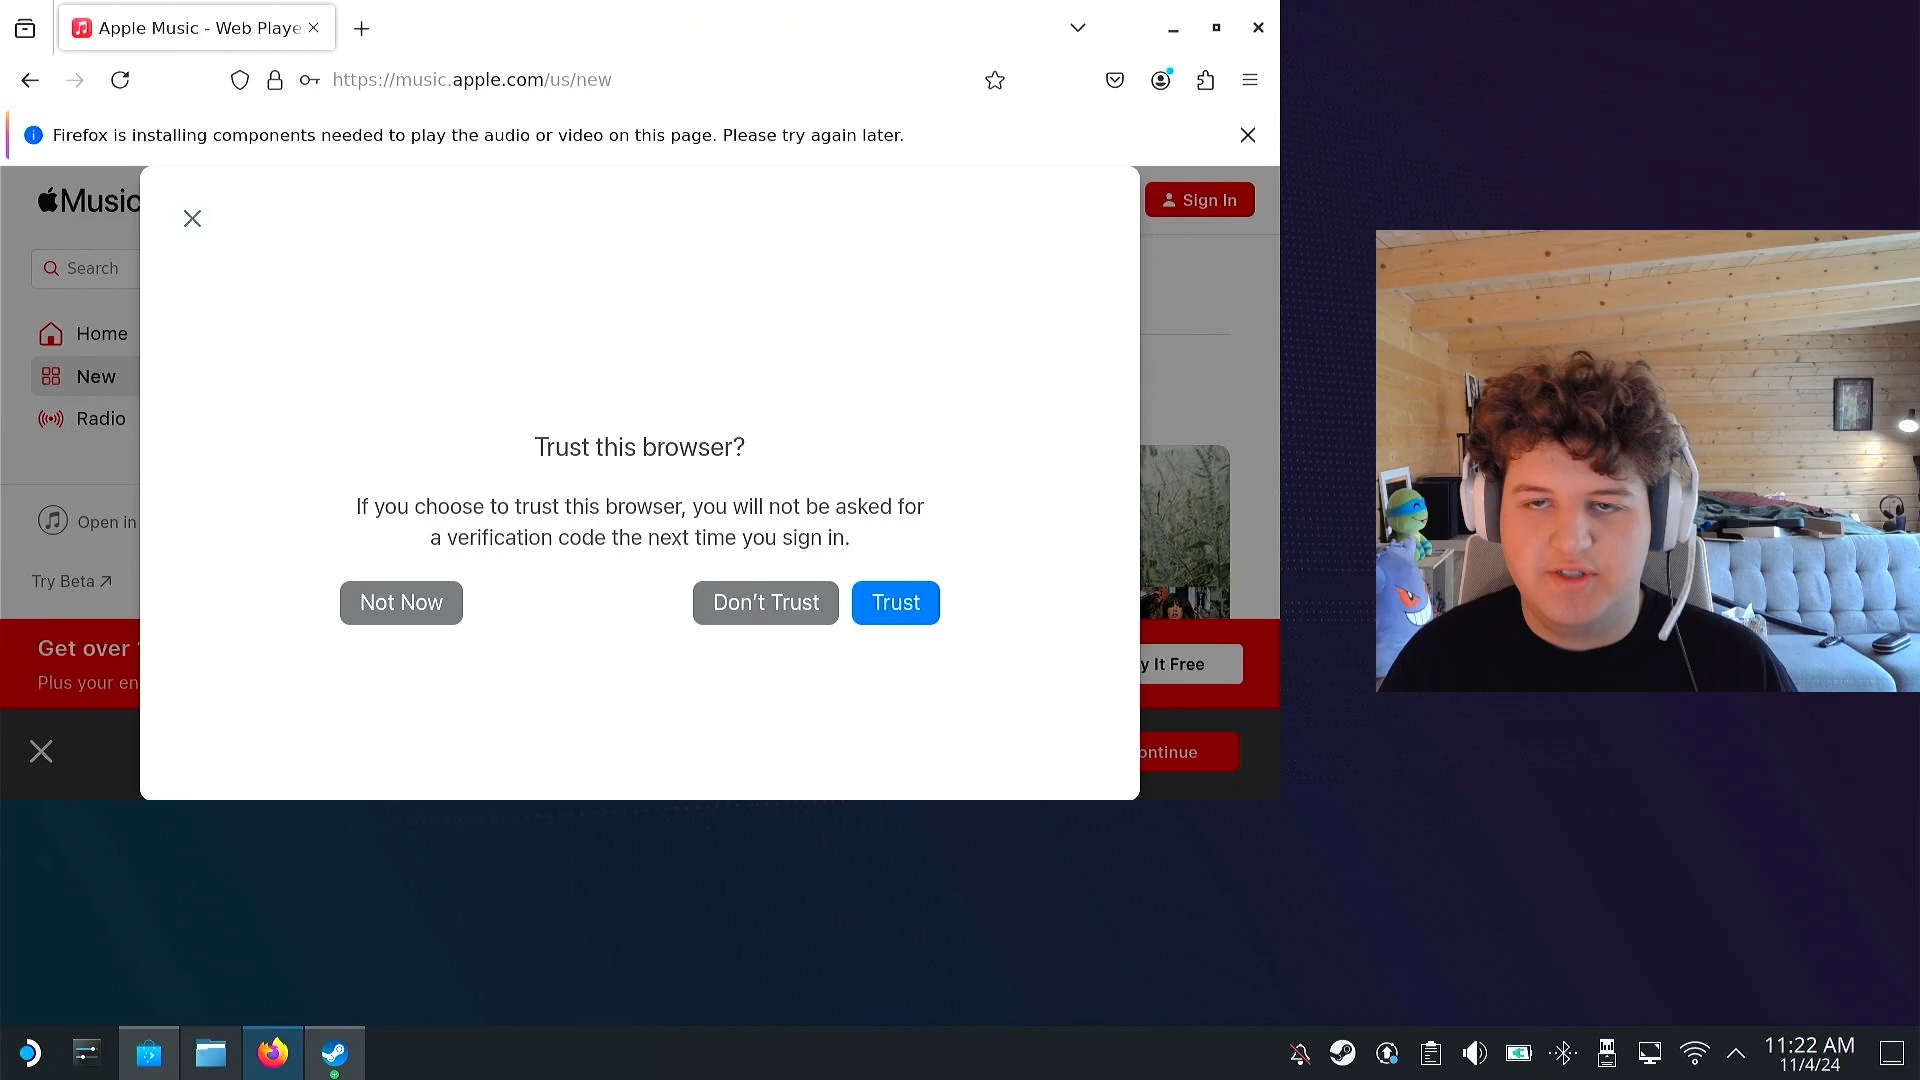 Apple Music - Web Playe
https://music.apple.com/us/new
Firefox is installing components needed to play the audio or video on this page. Please try again later.
Music
Sign In
Search
Home
New
Radio
Open in
Try Beta
Trust this browser?
If you choose to trust this browser, you will not be asked for
a verification code the next time you sign in.
Not Now
Don't Trust
Trust
Get over
Plus your en
y It Free
ontinue
11:22 AM
11/4/24